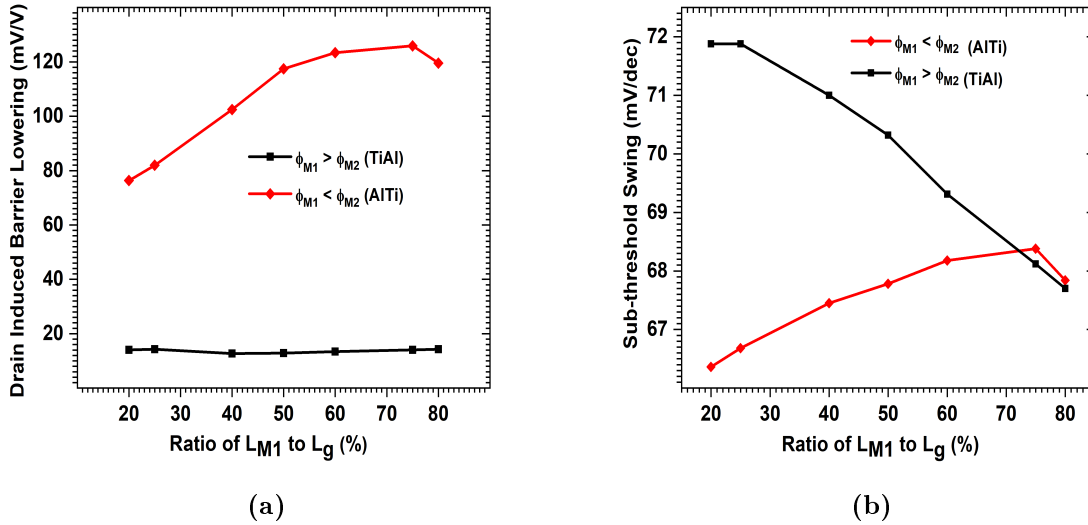 Drain Induced Barrier Lowering (mV/V)
120
100
80
60
40
20
ϕM1 > ϕM2 (TiAl)
ϕM1 < ϕM2 (AlTi)
20 30 40 50 60 70 80
Ratio of LM1 to Lg (%)
(a)
Sub-threshold Swing (mV/dec)
72
71
70
69
68
67
ϕM1 < ϕM2 (AlTi)
ϕM1 > ϕM2 (TiAl)
20 30 40 50 60 70 80
Ratio of LM1 to Lg (%)
(b)